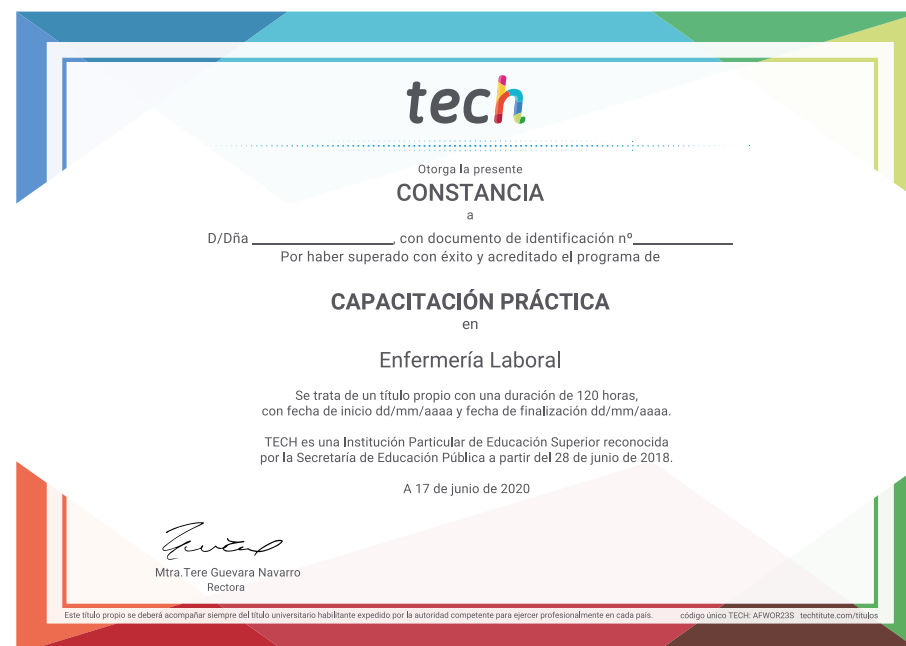 tech
Otorga la presente
CONSTANCIA
a
D/Dña ____________________, con documento de identificación nº______________
Por haber superado con éxito y acreditado el programa de
CAPACITACIÓN PRÁCTICA
en
Enfermería Laboral
Se trata de un título propio con una duración de 120 horas,
con fecha de inicio dd/mm/aaaa y fecha de finalización dd/mm/aaaa.
TECH es una Institución Particular de Educación Superior reconocida
por la Secretaría de Educación Pública a partir del 28 de junio de 2018.
A 17 de junio de 2020
Mtra.Tere Guevara Navarro
Rectora
Este título propio se deberá acompañar siempre del título universitario habilitante expedido por la autoridad competente para ejercer profesionalmente en cada país. código único TECH: AFWOR23S techtitute.com/titulos